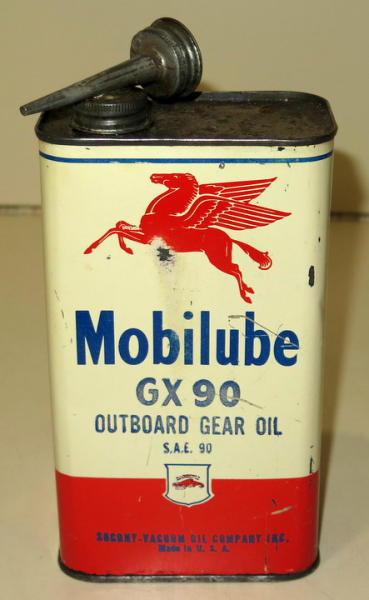 Mobilube
GX 90
OUTBOARD GEAR OIL
S.A.E. 90
SOCONY-VACUUM OIL COMPANY INC.
Made in U. S. A.